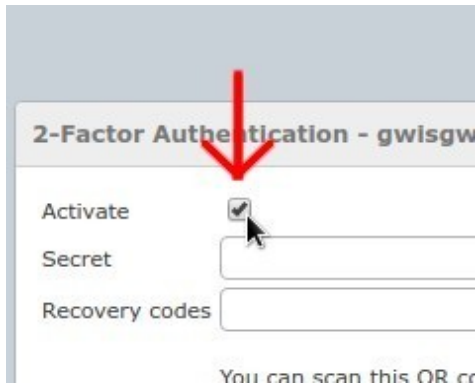 2-Factor Authentication - gwisgw
Activate
Secret
Recovery codes
You can scan this QR co